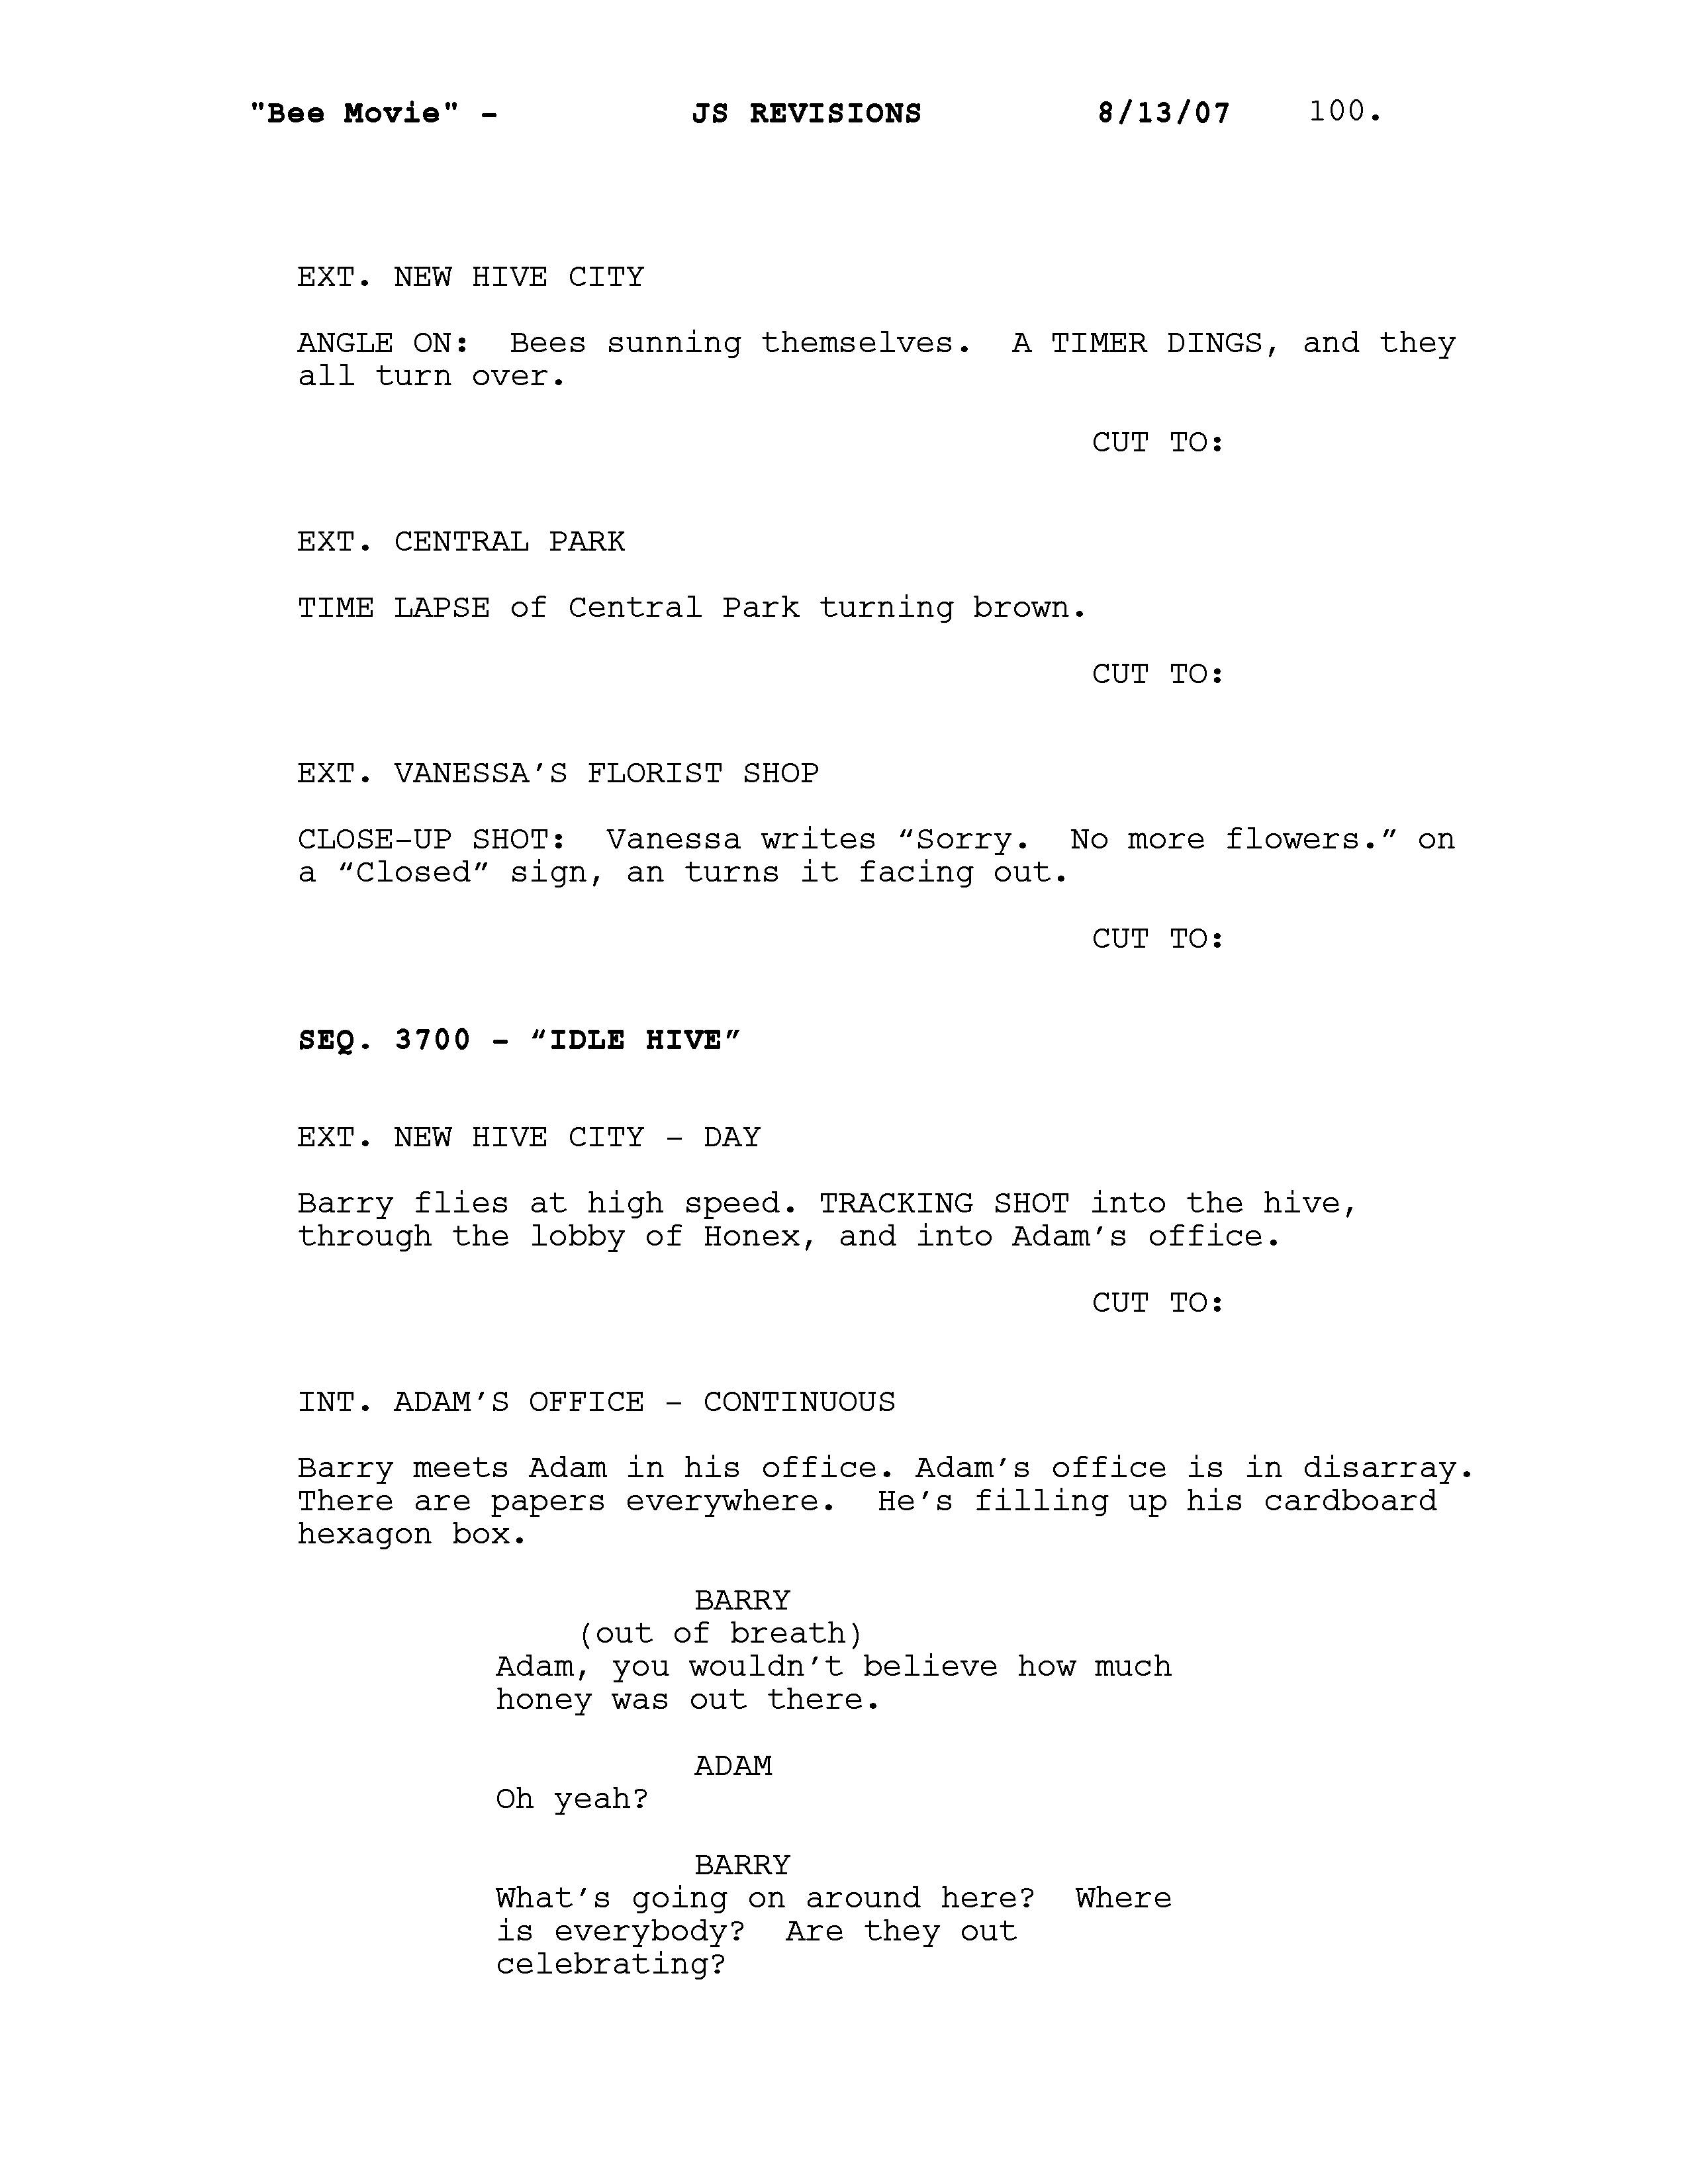 "Bee Movie" - JS REVISIONS 8/13/07 100.
EXT. NEW HIVE CITY
ANGLE ON:  Bees sunning themselves.  A TIMER DINGS, and they
all turn over.
CUT TO:
EXT. CENTRAL PARK
TIME LAPSE of Central Park turning brown.
CUT TO:
EXT. VANESSA’S FLORIST SHOP
CLOSE-UP SHOT:  Vanessa writes “Sorry.  No more flowers.” on
a “Closed” sign, an turns it facing out.
CUT TO:
SEQ. 3700 - “IDLE HIVE”
EXT. NEW HIVE CITY - DAY
Barry flies at high speed. TRACKING SHOT into the hive,
through the lobby of Honex, and into Adam’s office.
CUT TO:
INT. ADAM’S OFFICE - CONTINUOUS
Barry meets Adam in his office. Adam’s office is in disarray.
There are papers everywhere.  He’s filling up his cardboard
hexagon box.
BARRY
(out of breath)
Adam, you wouldn’t believe how much
honey was out there.
ADAM
Oh yeah?
BARRY
What’s going on around here?  Where
is everybody?  Are they out
celebrating?